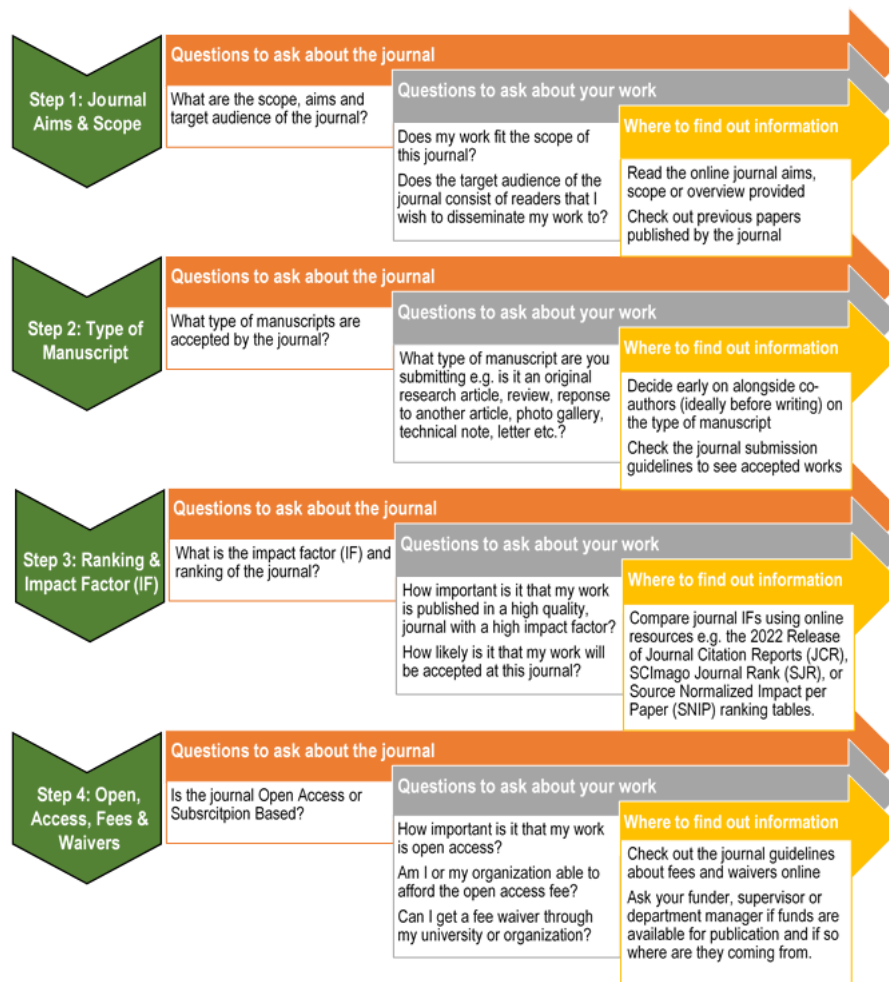 Step 1: Journal
Aims & Scope
Questions to ask about the journal
What are the scope, aims and
target audience of the journal?
Questions to ask about your work
Does my work fit the scope of
this journal?
Does the target audience of the
journal consist of readers that I
wish to disseminate my work to?
Where to find out information
Read the online journal aims,
scope or overview provided
Check out previous papers
published by the journal
Step 2: Type of
Manuscript
Questions to ask about the journal
What type of manuscripts are
accepted by the journal?
Questions to ask about your work
What type of manuscript are you
submitting e.g. is it an original
research article, review, reponse
to another article, photo gallery,
technical note, letter etc.?
Where to find out information
Decide early on alongside co-
authors (ideally before writing) on
the type of manuscript
Check the journal submission
guidelines to see accepted works
Step 3: Ranking &
Impact Factor (IF)
Questions to ask about the journal
What is the impact factor (IF) and
ranking of the journal?
Questions to ask about your work
How important is it that my work
is published in a high quality,
journal with a high impact factor?
How likely is it that my work will
be accepted at this journal?
Where to find out information
Compare journal IFs using online
resources e.g. the 2022 Release
of Journal Citation Reports (JCR),
SCImago Journal Rank (SJR), or
Source Normalized Impact per
Paper (SNIP) ranking tables.
Step 4: Open,
Access, Fees &
Waivers
Questions to ask about the journal
Is the journal Open Access or
Subsrcitpion Based?
Questions to ask about your work
How important is it that my work
is open access?
Am I or my organization able to
afford the open access fee?
Can I get a fee waiver through
my university or organization?
Where to find out information
Check out the journal guidelines
about fees and waivers online
Ask your funder, supervisor or
department manager if funds are
available for publication and if so
where are they coming from.